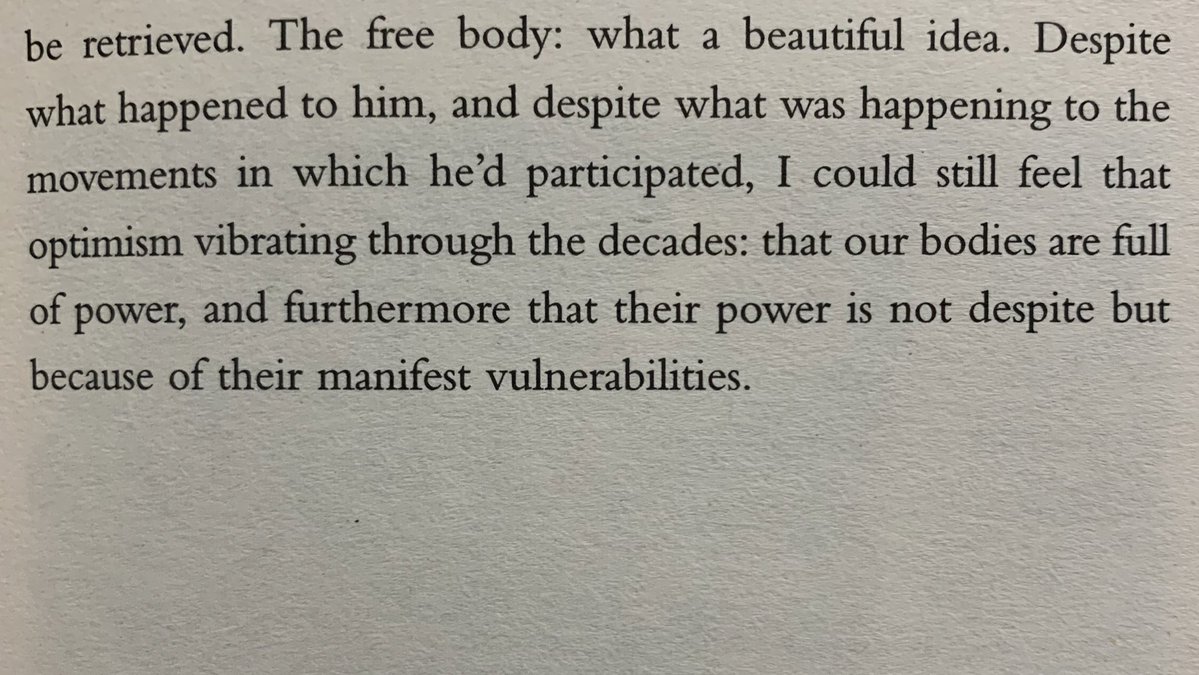 be retrieved. The free body: what a beautiful idea. Despite
what happened to him, and despite what was happening to the
movements in which he’d participated, I could still feel that
optimism vibrating through the decades: that our bodies are full
of power, and furthermore that their power is not despite but
because of their manifest vulnerabilities.